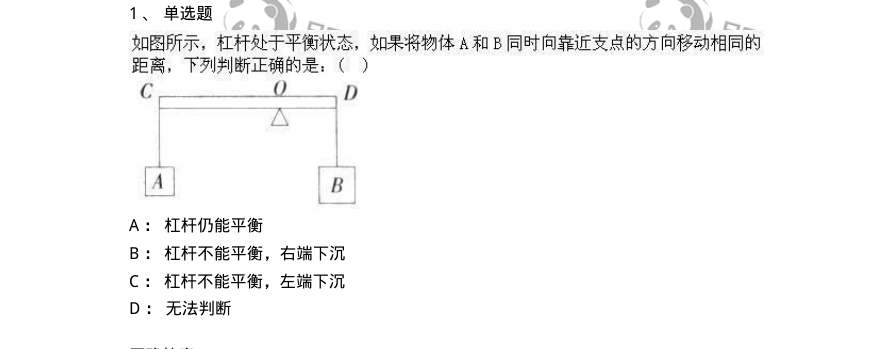 1 、 单选题
如图所示，杠杆处于平衡状态，如果将物体 A 和 B 同时向靠近支点的方向移动相同的
距离，下列判断正确的是：（ ）
C O D
A B
A ： 杠杆仍能平衡
B ： 杠杆不能平衡，右端下沉
C ： 杠杆不能平衡，左端下沉
D ： 无法判断